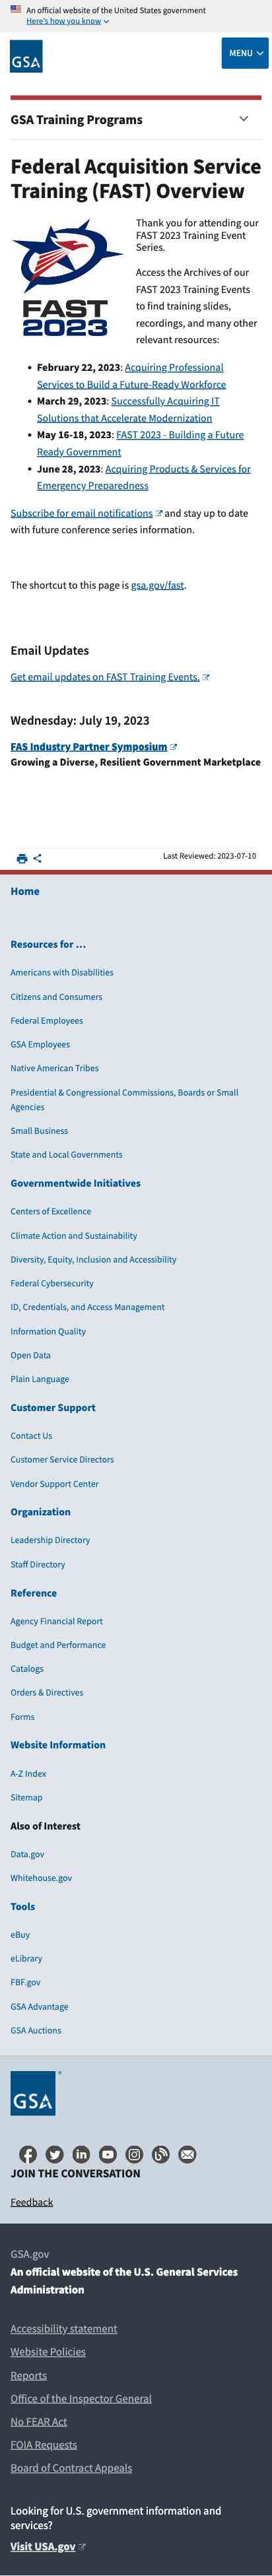 An official website of the United States government
Here's how you know
GSA
MENU
GSA Training Programs
Federal Acquisition Service
Training (FAST) Overview
FAST
2023
Thank you for attending our
FAST 2023 Training Event
Series.
Access the Archives of our
FAST 2023 Training Events
to find training slides,
recordings, and many other
relevant resources:
• February 22, 2023: Acquiring Professional
Services to Build a Future-Ready Workforce
• March 29, 2023: Successfully Acquiring IT
Solutions that Accelerate Modernization
• May 16-18, 2023: FAST 2023 - Building a Future
Ready Government
• June 28, 2023: Acquiring Products & Services for
Emergency Preparedness
Subscribe for email notifications and stay up to date
with future conference series information.
The shortcut to this page is gsa.gov/fast.
Email Updates
Get email updates on FAST Training Events.
Wednesday: July 19, 2023
FAS Industry Partner Symposium
Growing a Diverse, Resilient Government Marketplace
Last Reviewed: 2023-07-10
Home
Resources for …
Americans with Disabilities
Citizens and Consumers
Federal Employees
GSA Employees
Native American Tribes
Presidential & Congressional Commissions, Boards or Small
Agencies
Small Business
State and Local Governments
Governmentwide Initiatives
Centers of Excellence
Climate Action and Sustainability
Diversity, Equity, Inclusion and Accessibility
Federal Cybersecurity
ID, Credentials, and Access Management
Information Quality
Open Data
Plain Language
Customer Support
Contact Us
Customer Service Directors
Vendor Support Center
Organization
Leadership Directory
Staff Directory
Reference
Agency Financial Report
Budget and Performance
Catalogs
Orders & Directives
Forms
Website Information
A-Z Index
Sitemap
Also of Interest
Data.gov
Whitehouse.gov
Tools
eBuy
eLibrary
FBF.gov
GSA Advantage
GSA Auctions
GSA
JOIN THE CONVERSATION
Feedback
GSA.gov
An official website of the U.S. General Services
Administration
Accessibility statement
Website Policies
Reports
Office of the Inspector General
No FEAR Act
FOIA Requests
Board of Contract Appeals
Looking for U.S. government information and
services?
Visit USA.gov